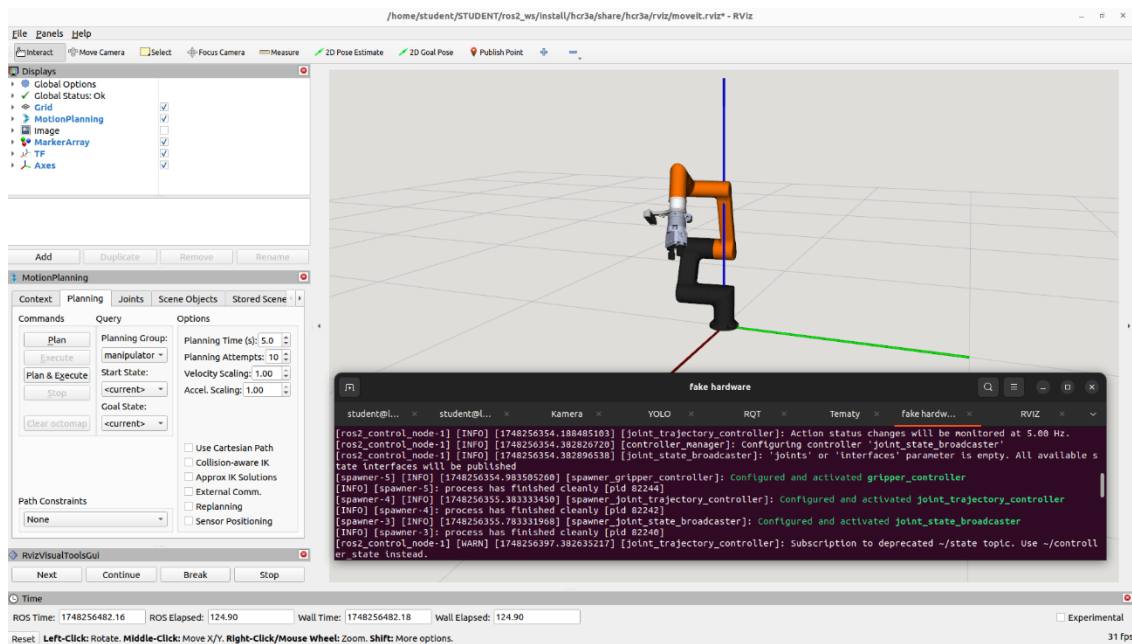 /home/student/STUDENT/ros2_ws/install/hcr3a/share/hcr3a/rviz/moveit.rviz* - RViz
File Panels Help
Interact Move Camera Select Focus Camera Measure 2D Pose Estimate 2D Goal Pose Publish Point
Displays
Global Options
Global Status: Ok
Grid
MotionPlanning
Image
MarkerArray
TF
Axes
Add Duplicate Remove Rename
MotionPlanning
Context Planning Joints Scene Objects Stored Scene
Commands Query Options
Plan
Execute
Plan & Execute
Stop
Clear octomap
Planning Group:
manipulator
Start State:
<current>
Goal State:
<current>
Planning Time (s): 5.0
Planning Attempts: 10
Velocity Scaling: 1.00
Accel. Scaling: 1.00
Use Cartesian Path
Collision-aware IK
Approx IK Solutions
External Comm.
Replanning
Sensor Positioning
Path Constraints
None
RvizVisualToolsGui
Next Continue Break Stop
fake hardware
student@l... student@l... Kamera YOLO RQT Tematy fake hardw... RVIZ
[ros2_control_node-1] [INFO] [1748256354.188485103] [joint_trajectory_controller]: Action status changes will be monitored at 5.00 Hz.
[ros2_control_node-1] [INFO] [1748256354.382826720] [controller_manager]: Configuring controller 'joint_state_broadcaster'
[ros2_control_node-1] [INFO] [1748256354.382896538] [joint_state_broadcaster]: 'joints' or 'interfaces' parameter is empty. All available s
tate interfaces will be published
[spawner-5] [INFO] [1748256354.983505260] [spawner_gripper_controller]: Configured and activated gripper_controller
[INFO] [spawner-5]: process has finished cleanly [pid 82244]
[spawner-4] [INFO] [1748256355.383333450] [spawner_joint_trajectory_controller]: Configured and activated joint_trajectory_controller
[INFO] [spawner-4]: process has finished cleanly [pid 82242]
[spawner-3] [INFO] [1748256355.783331968] [spawner_joint_state_broadcaster]: Configured and activated joint_state_broadcaster
[INFO] [spawner-3]: process has finished cleanly [pid 82240]
[ros2_control_node-1] [WARN] [1748256397.382635217] [joint_trajectory_controller]: Subscription to deprecated ~/state topic. Use ~/controll
er_state instead.
Time
ROS Time: 1748256482.16 ROS Elapsed: 124.90 Wall Time: 1748256482.18 Wall Elapsed: 124.90 Experimental
Reset Left-Click: Rotate. Middle-Click: Move X/Y. Right-Click/Mouse Wheel: Zoom. Shift: More options. 31 fps